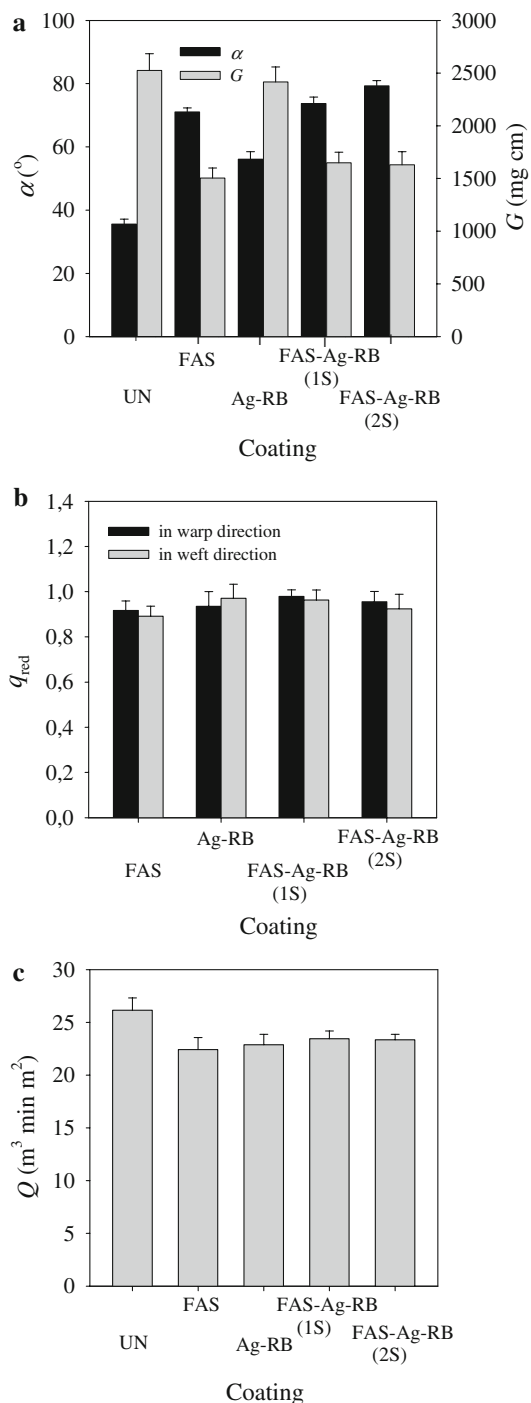 a
100
80
60
40
20
0
α (°)
α
G
3000
2500
2000
1500
1000
500
0
G (mg cm)
FAS
FAS-Ag-RB
(1S)
UN
Ag-RB
FAS-Ag-RB
(2S)
Coating
b
1,4
1,2
1,0
0,8
0,6
0,4
0,2
0,0
q_red
in warp direction
in weft direction
Ag-RB
FAS-Ag-RB
(2S)
FAS
FAS-Ag-RB
(1S)
Coating
c
30
25
20
15
10
5
0
Q (m³ min m²)
FAS
FAS-Ag-RB
(1S)
UN
Ag-RB
FAS-Ag-RB
(2S)
Coating